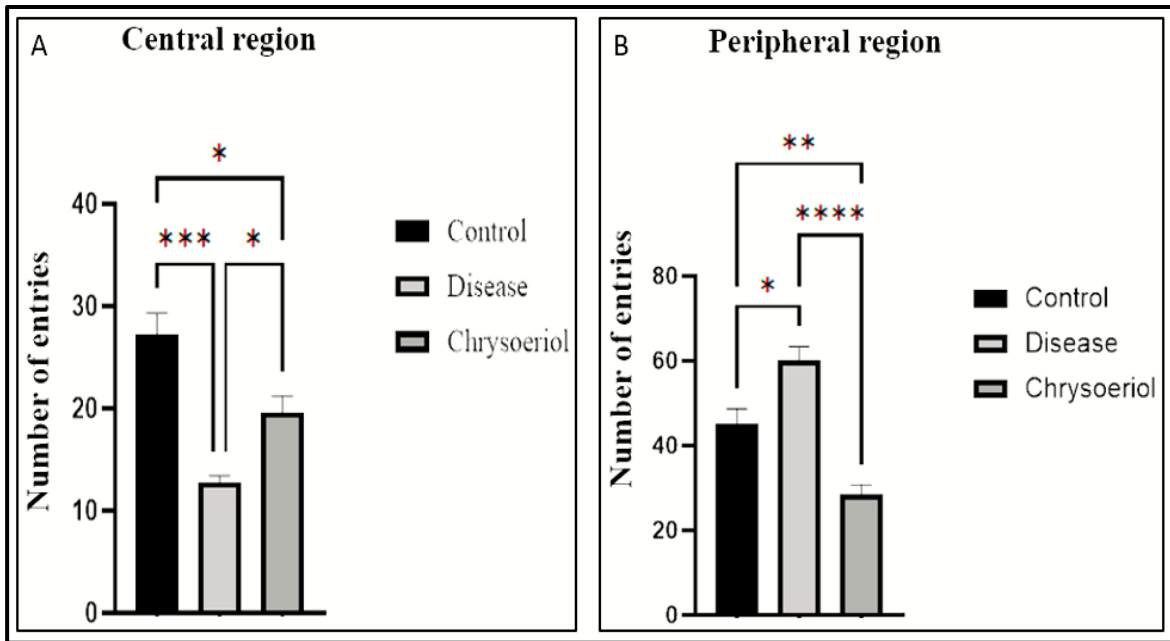 A
Central region
*
***
*
40
30
20
10
0
Number of entries
Control
Disease
Chrysoeriol
B
Peripheral region
**
****
*
80
60
40
20
0
Number of entries
Control
Disease
Chrysoeriol